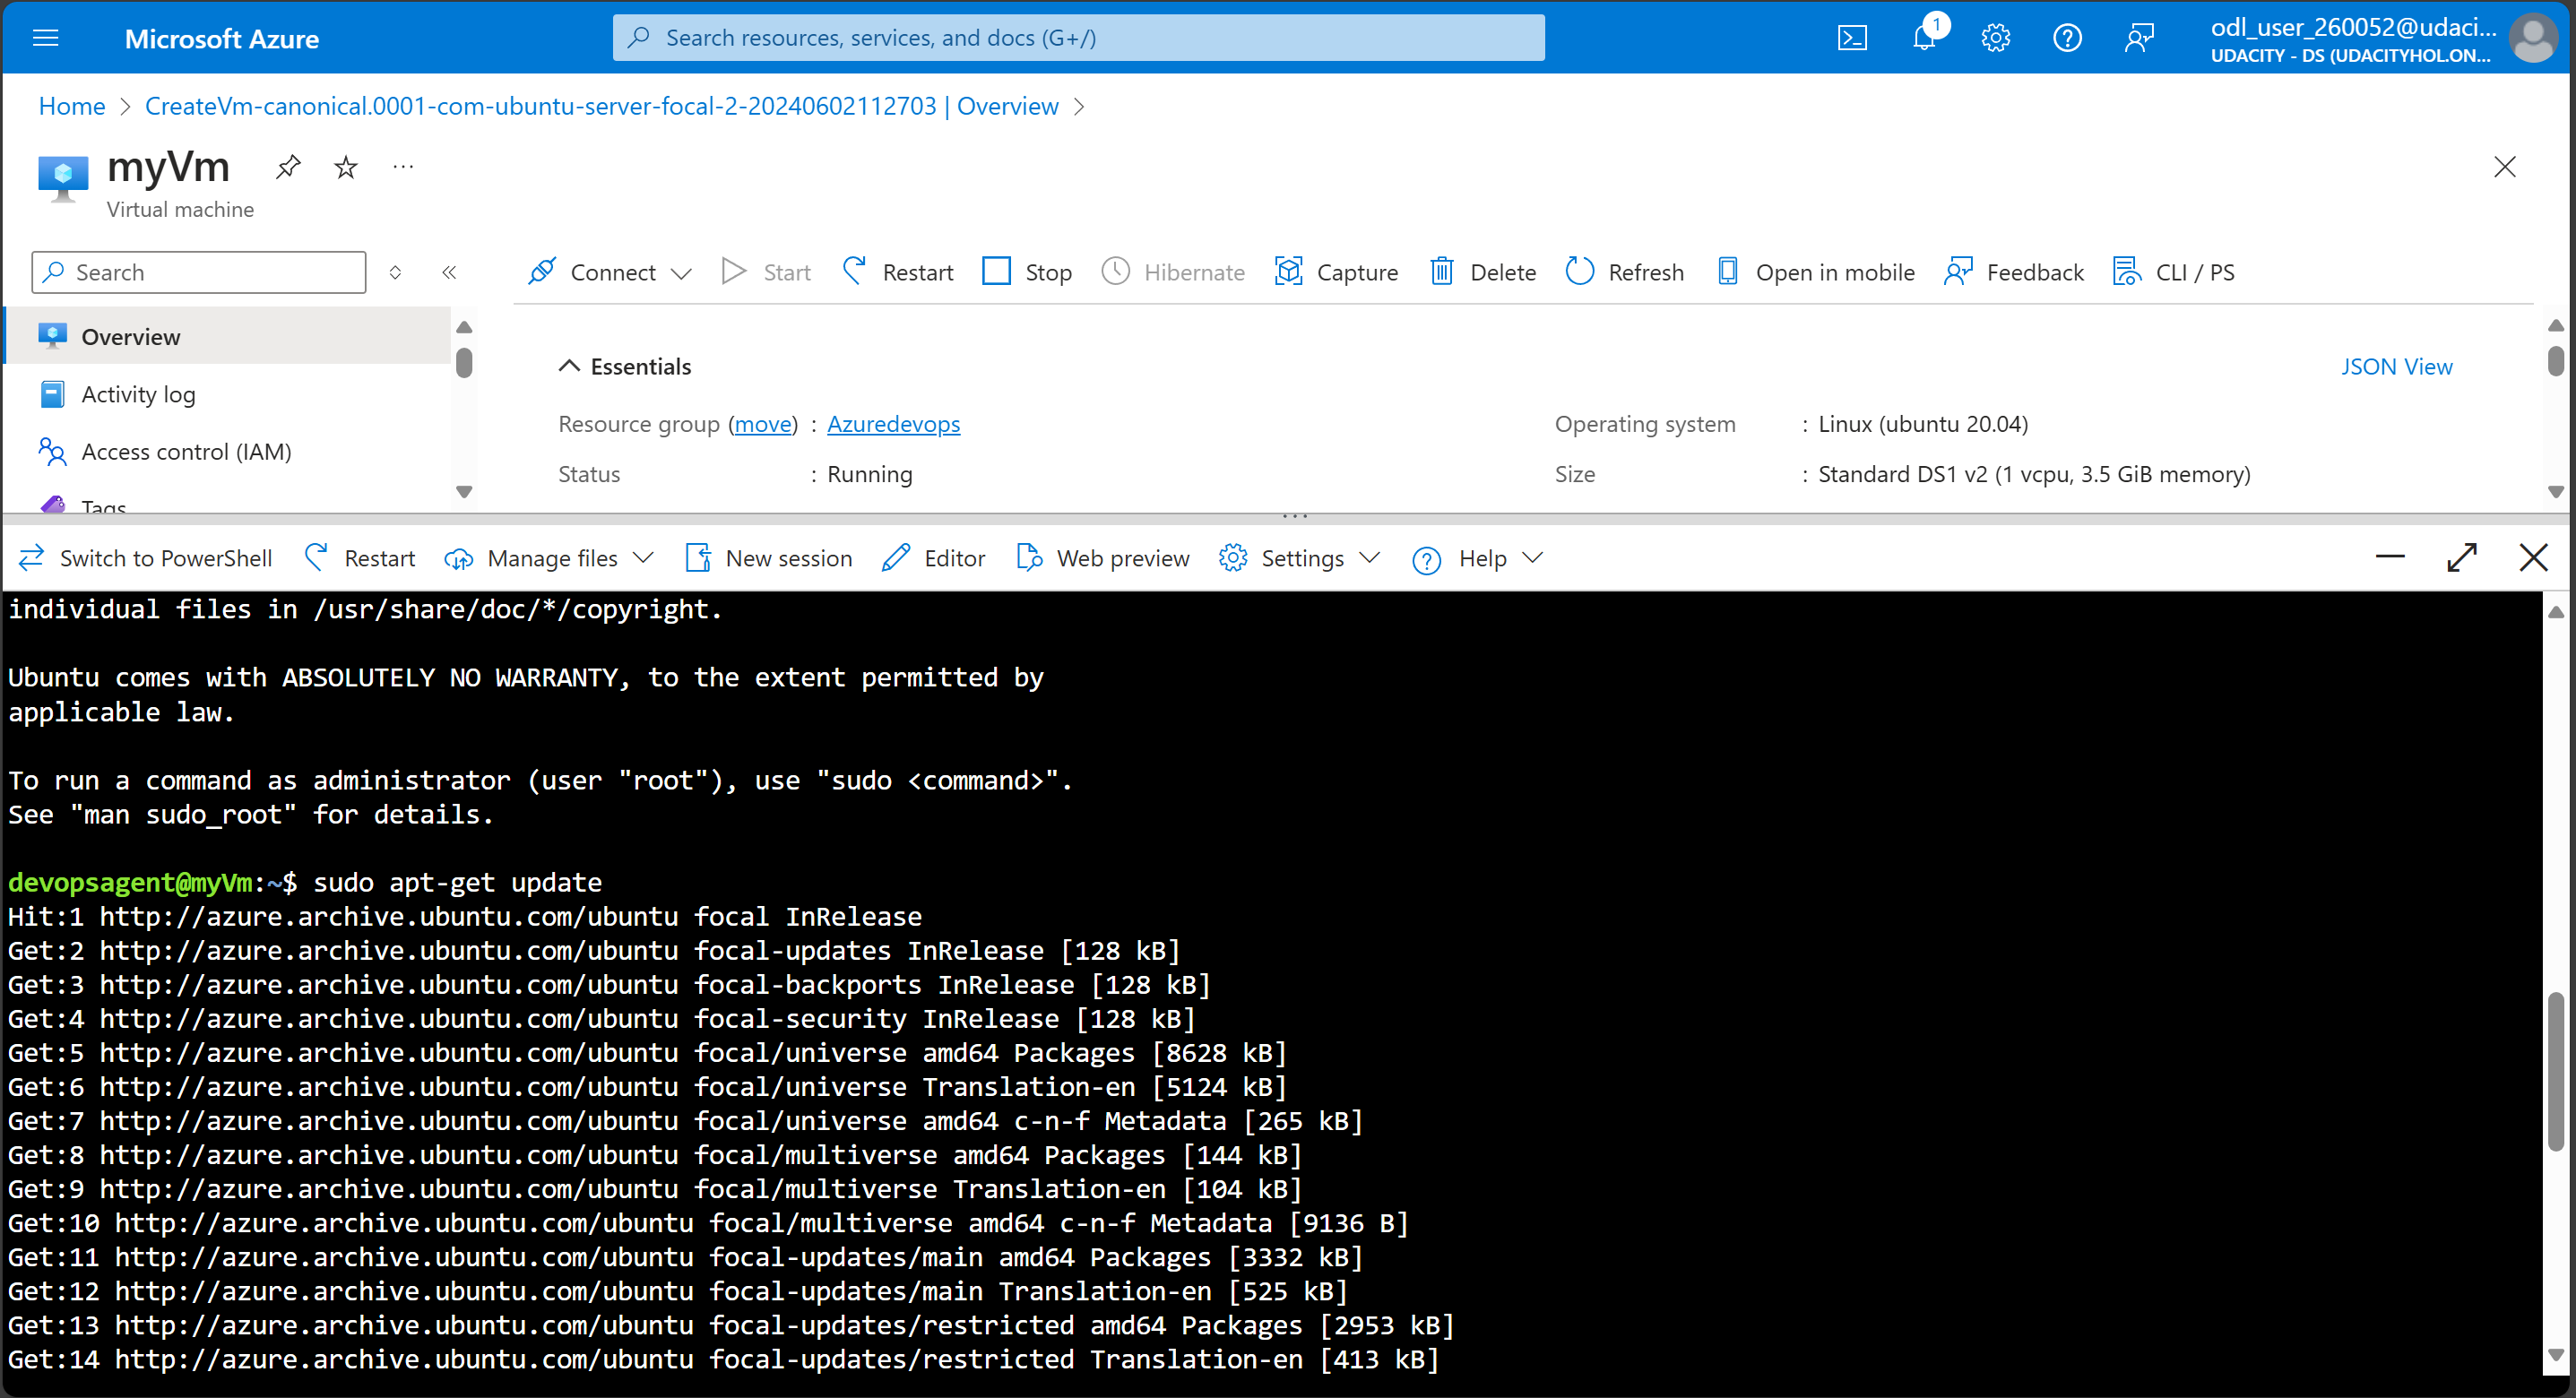 Microsoft Azure
Search resources, services, and docs (G+/)
1
odl_user_260052@udaci...
UDACITY - DS (UDACITYHOL.ON...
Home > CreateVm-canonical.0001-com-ubuntu-server-focal-2-20240602112703 | Overview >
myVm
Virtual machine
Search
Connect Start Restart Stop Hibernate Capture Delete Refresh Open in mobile Feedback CLI / PS
Overview
Activity log
Access control (IAM)
Tags
Essentials
JSON View
Resource group (move) : Azuredevops
Operating system : Linux (ubuntu 20.04)
Status : Running
Size : Standard DS1 v2 (1 vcpu, 3.5 GiB memory)
Switch to PowerShell Restart Manage files New session Editor Web preview Settings Help
individual files in /usr/share/doc/*/copyright.
Ubuntu comes with ABSOLUTELY NO WARRANTY, to the extent permitted by
applicable law.
To run a command as administrator (user "root"), use "sudo <command>".
See "man sudo_root" for details.
devopsagent@myVm:~$ sudo apt-get update
Hit:1 http://azure.archive.ubuntu.com/ubuntu focal InRelease
Get:2 http://azure.archive.ubuntu.com/ubuntu focal-updates InRelease [128 kB]
Get:3 http://azure.archive.ubuntu.com/ubuntu focal-backports InRelease [128 kB]
Get:4 http://azure.archive.ubuntu.com/ubuntu focal-security InRelease [128 kB]
Get:5 http://azure.archive.ubuntu.com/ubuntu focal/universe amd64 Packages [8628 kB]
Get:6 http://azure.archive.ubuntu.com/ubuntu focal/universe Translation-en [5124 kB]
Get:7 http://azure.archive.ubuntu.com/ubuntu focal/universe amd64 c-n-f Metadata [265 kB]
Get:8 http://azure.archive.ubuntu.com/ubuntu focal/multiverse amd64 Packages [144 kB]
Get:9 http://azure.archive.ubuntu.com/ubuntu focal/multiverse Translation-en [104 kB]
Get:10 http://azure.archive.ubuntu.com/ubuntu focal/multiverse amd64 c-n-f Metadata [9136 B]
Get:11 http://azure.archive.ubuntu.com/ubuntu focal-updates/main amd64 Packages [3332 kB]
Get:12 http://azure.archive.ubuntu.com/ubuntu focal-updates/main Translation-en [525 kB]
Get:13 http://azure.archive.ubuntu.com/ubuntu focal-updates/restricted amd64 Packages [2953 kB]
Get:14 http://azure.archive.ubuntu.com/ubuntu focal-updates/restricted Translation-en [413 kB]